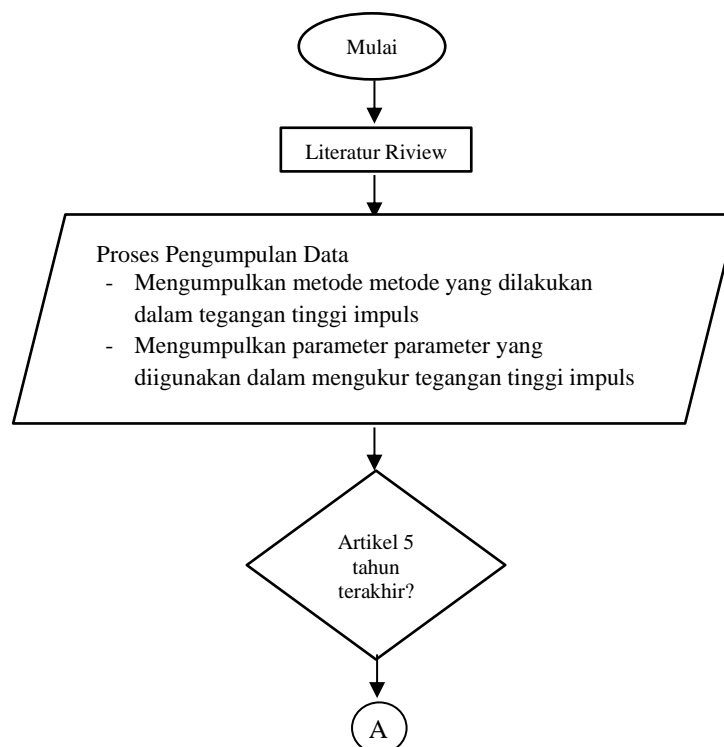 Mulai
Literatur Riview
Proses Pengumpulan Data
- Mengumpulkan metode metode yang dilakukan
dalam tegangan tinggi impuls
- Mengumpulkan parameter parameter yang
diigunakan dalam mengukur tegangan tinggi impuls
Artikel 5
tahun
terakhir?
A